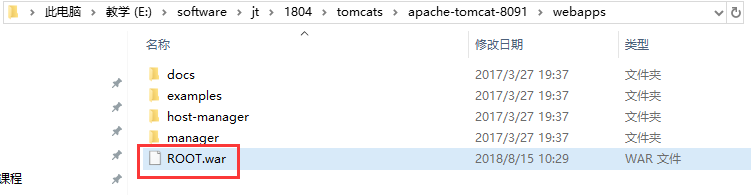 此电脑 > 教学 (E:) > software > jt > 1804 > tomcats > apache-tomcat-8091 > webapps
名称 修改日期 类型
docs 2017/3/27 19:37 文件夹
examples 2017/3/27 19:37 文件夹
host-manager 2017/3/27 19:37 文件夹
manager 2017/3/27 19:37 文件夹
ROOT.war 2018/8/15 10:29 WAR 文件
课程